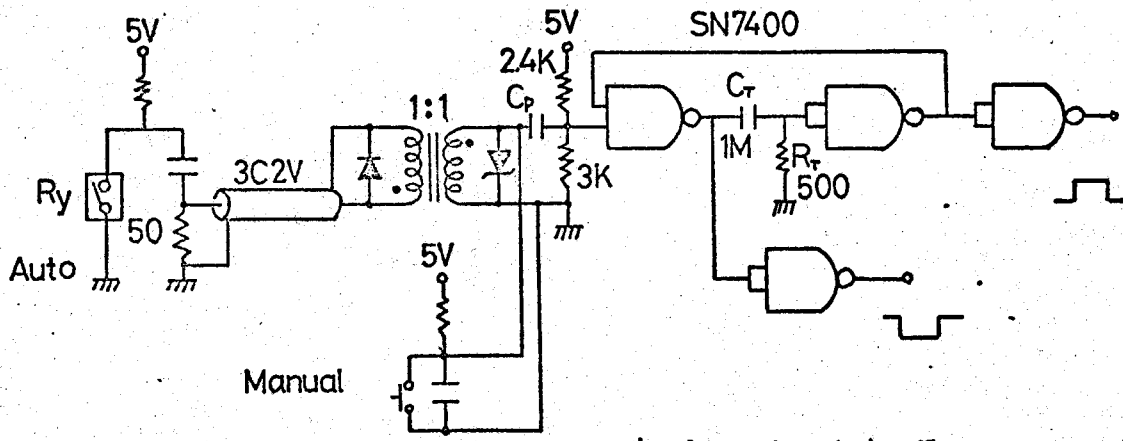 5V
Ry
50
Auto
3C2V
1:1
5V
2.4K
Cp
3K
SN7400
CT
1M
RT
500
5V
Manual